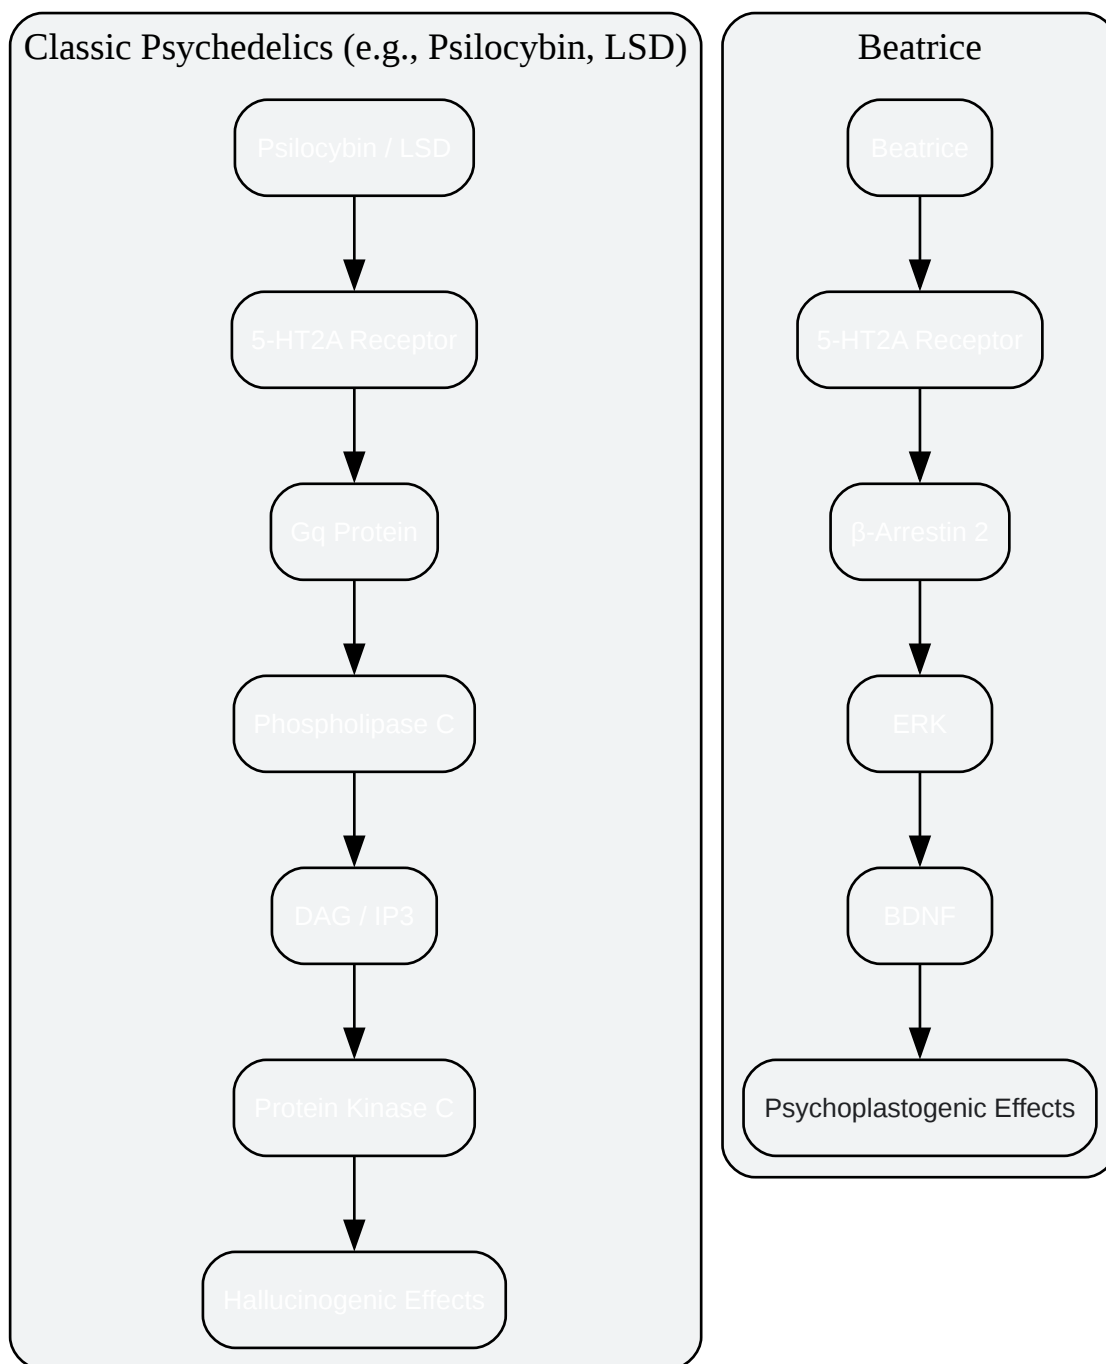 Classic Psychedelics (e.g., Psilocybin, LSD)
Psilocybin / LSD
5-HT2A Receptor
Gq Protein
Phospholipase C
DAG / IP3
Protein Kinase C
Hallucinogenic Effects
Beatrice
Beatrice
5-HT2A Receptor
β-Arrestin 2
ERK
BDNF
Psychoplastogenic Effects